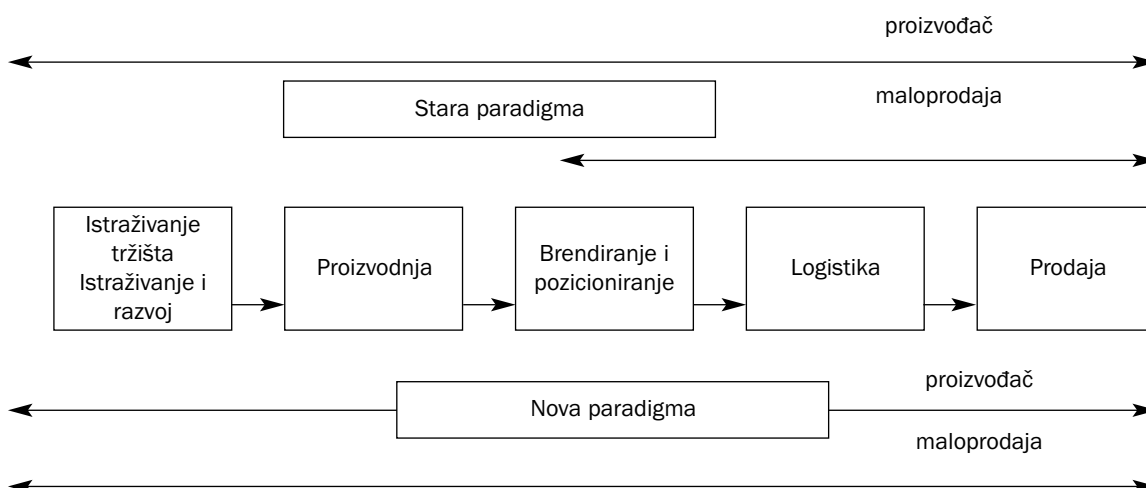 proizvođač
maloprodaja
Stara paradigma
Istraživanje
tržišta
Istraživanje i
razvoj
Proizvodnja
Brendiranje i
pozicioniranje
Logistika
Prodaja
proizvođač
Nova paradigma
maloprodaja